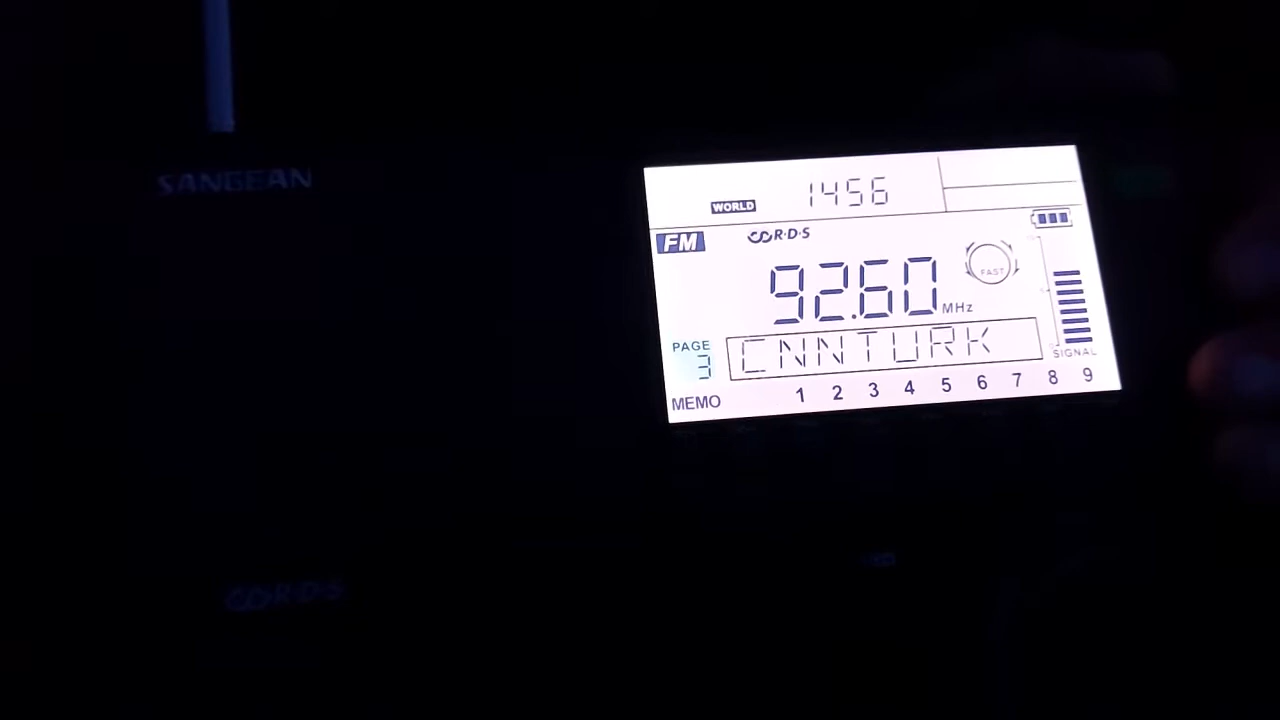 SANGEAN
WORLD 1456
FM R·D·S
92.60 MHz
FAST
PAGE 3
CNNTURK
SIGNAL
MEMO 1 2 3 4 5 6 7 8 9
R·D·S